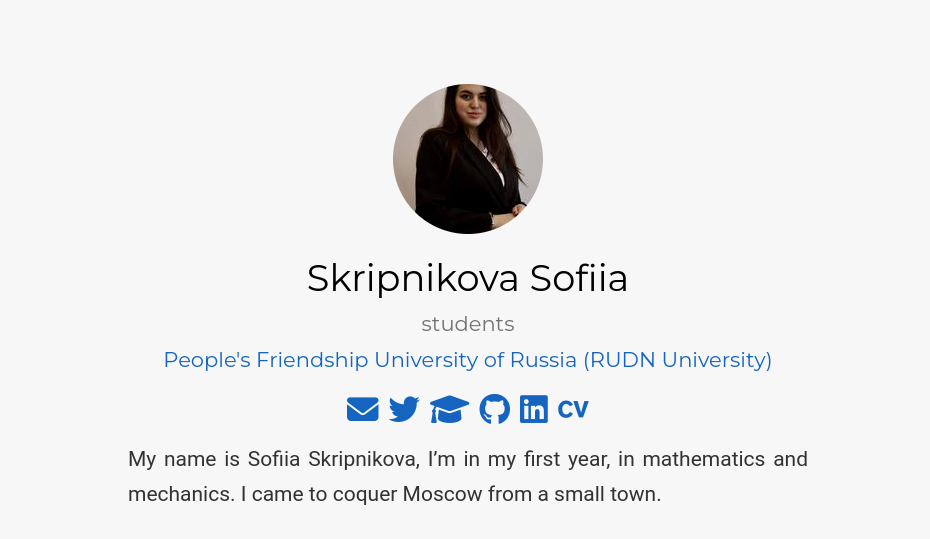 Skripnikova Sofiia
students
People's Friendship University of Russia (RUDN University)
CV
My name is Sofiia Skripnikova, I’m in my first year, in mathematics and
mechanics. I came to coquer Moscow from a small town.